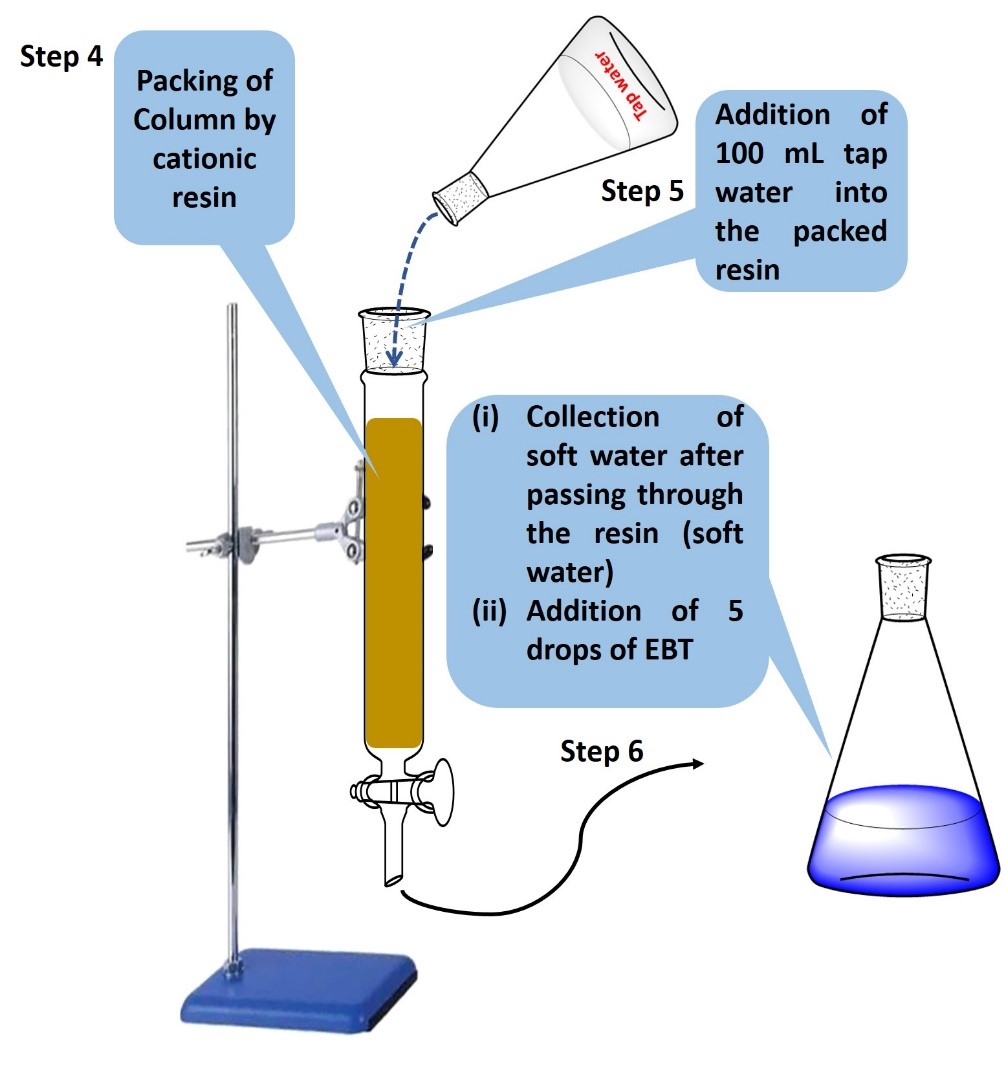 Step 4
Packing of
Column by
cationic
resin
Tap water
Step 5
Addition of
100 mL tap
water into
the packed
resin
(i) Collection of
soft water after
passing through
the resin (soft
water)
(ii) Addition of 5
drops of EBT
Step 6